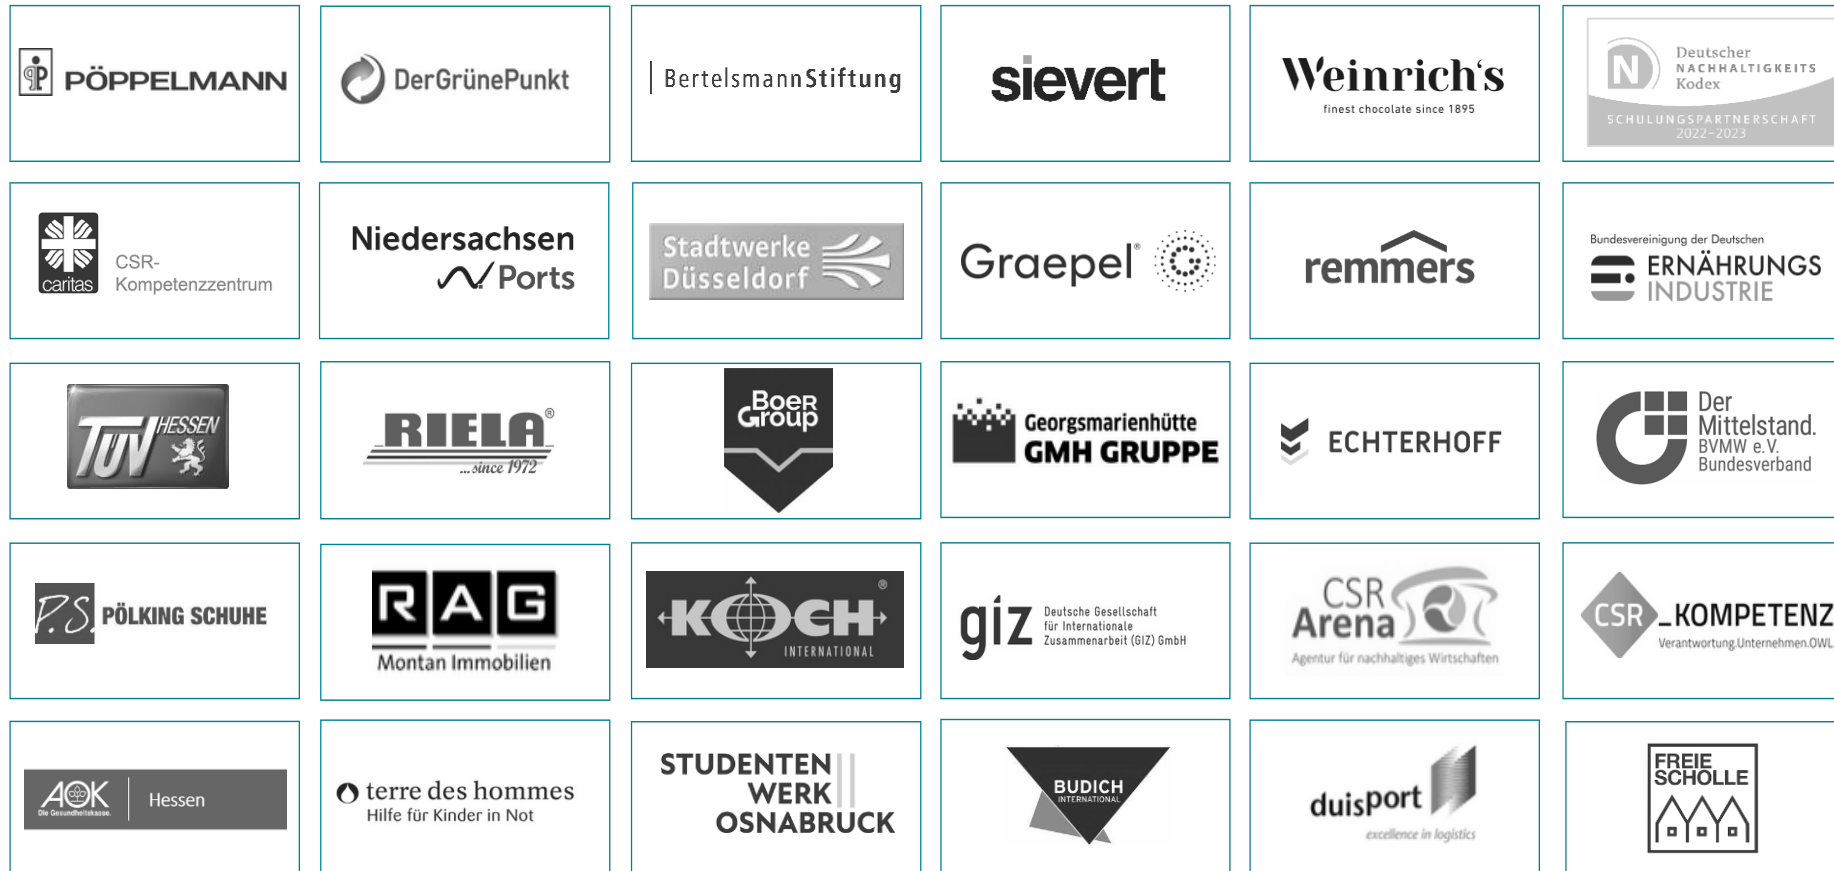 PÖPPELMANN
DerGrünePunkt
BertelsmannStiftung
sievert
Weinrich's
finest chocolate since 1895
N
Deutscher
NACHHALTIGKEITS
Kodex
SCHULUNGSPARTNERSCHAFT
2022–2023
caritas
CSR-
Kompetenzzentrum
Niedersachsen
Ports
Stadtwerke
Düsseldorf
Graepel®
G
remmers
Bundesvereinigung der Deutschen
ERNÄHRUNGS
INDUSTRIE
TÜV HESSEN
RIELA®
...since 1972
BOER
Group
Georgsmarienhütte
GMH GRUPPE
ECHTERHOFF
Der
Mittelstand.
BVMW e.V.
Bundesverband
P.S. PÖLKING SCHUHE
RAG
Montan Immobilien
KOCH®
INTERNATIONAL
giz
Deutsche Gesellschaft
für Internationale
Zusammenarbeit (GIZ) GmbH
CSR
Arena
Agentur für nachhaltiges Wirtschaften
CSR_KOMPETENZ
Verantwortung.Unternehmen.OWL
AOK
Die Gesundheitskasse.
Hessen
terre des hommes
Hilfe für Kinder in Not
STUDENTEN
WERK
OSNABRUCK
BUDICH
INTERNATIONAL
duisport
excellence in logistics
FREIE
SCHOLLE